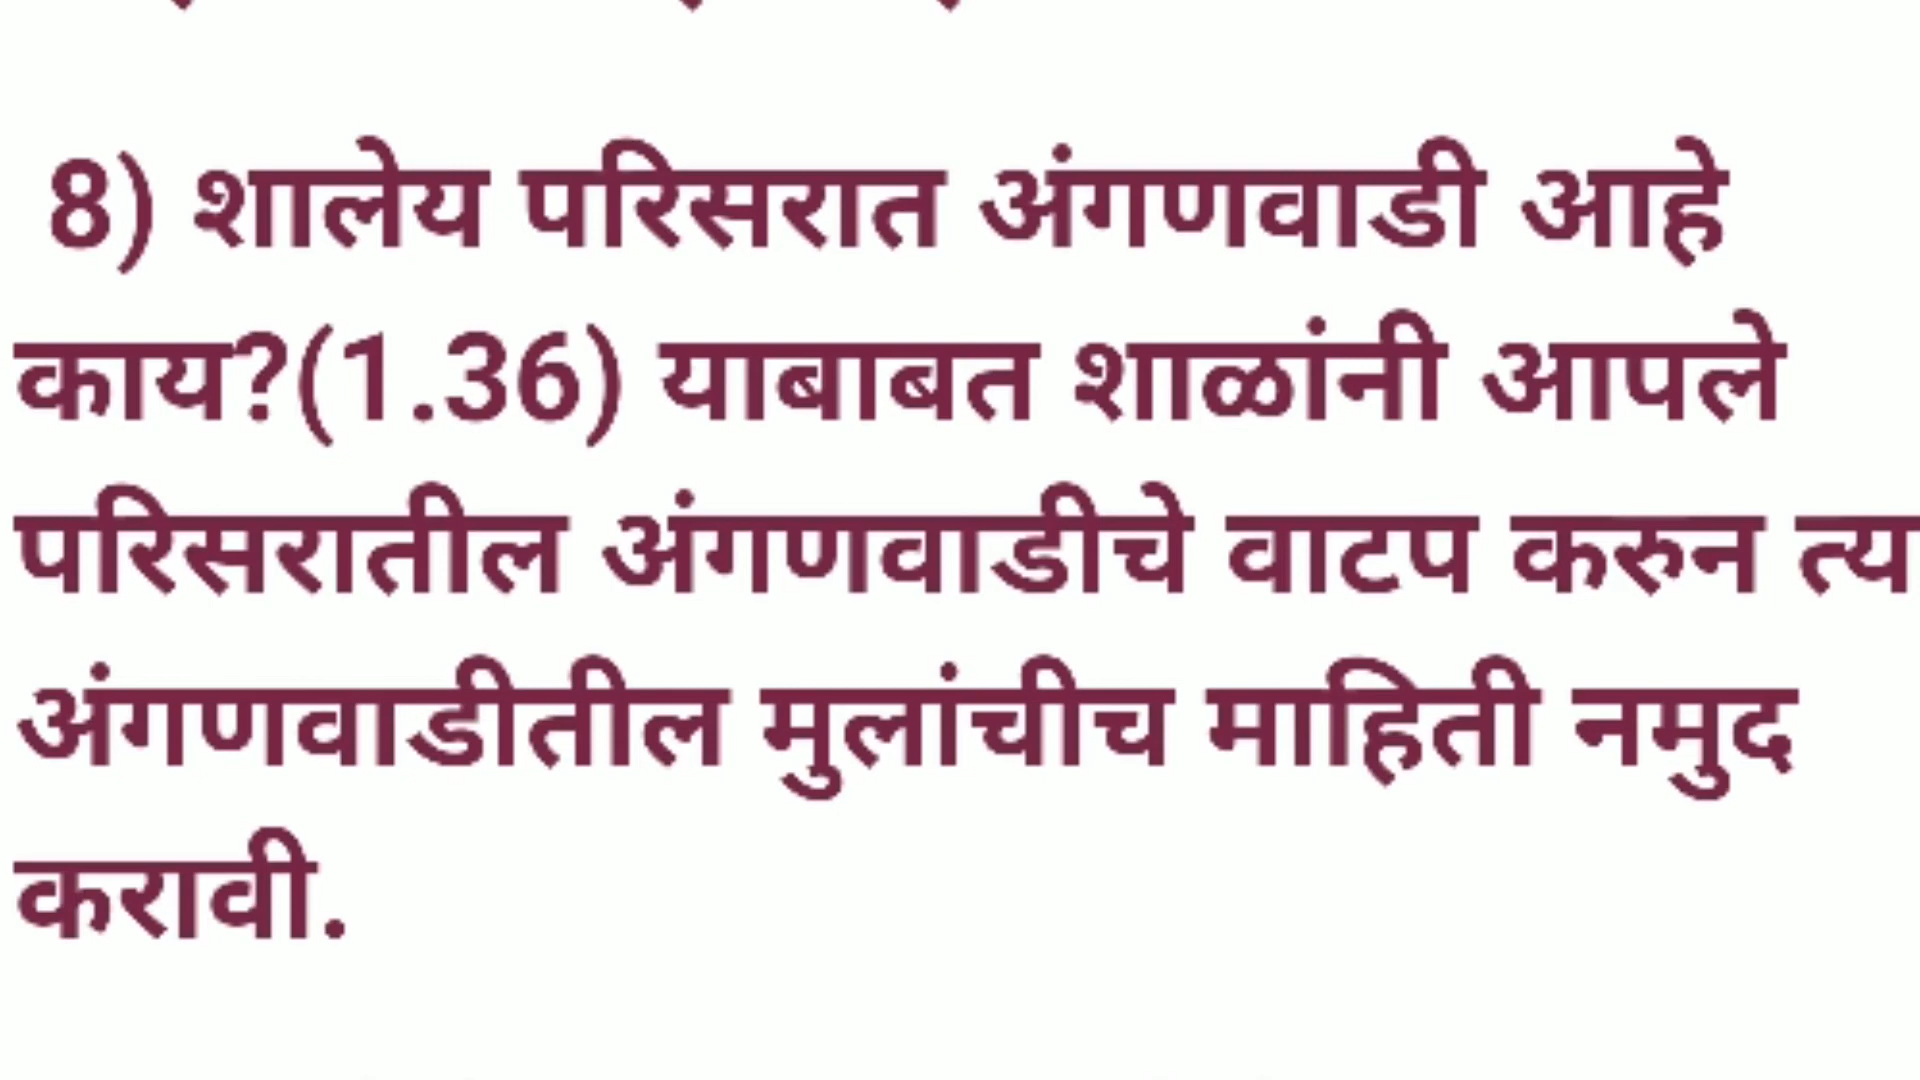 8) शालेय परिसरात अंगणवाडी आहे
काय?(1.36) याबाबत शाळांनी आपले
परिसरातील अंगणवाडीचे वाटप करुन
अंगणवाडीतील मुलांचीच माहिती नमुद
करावी.